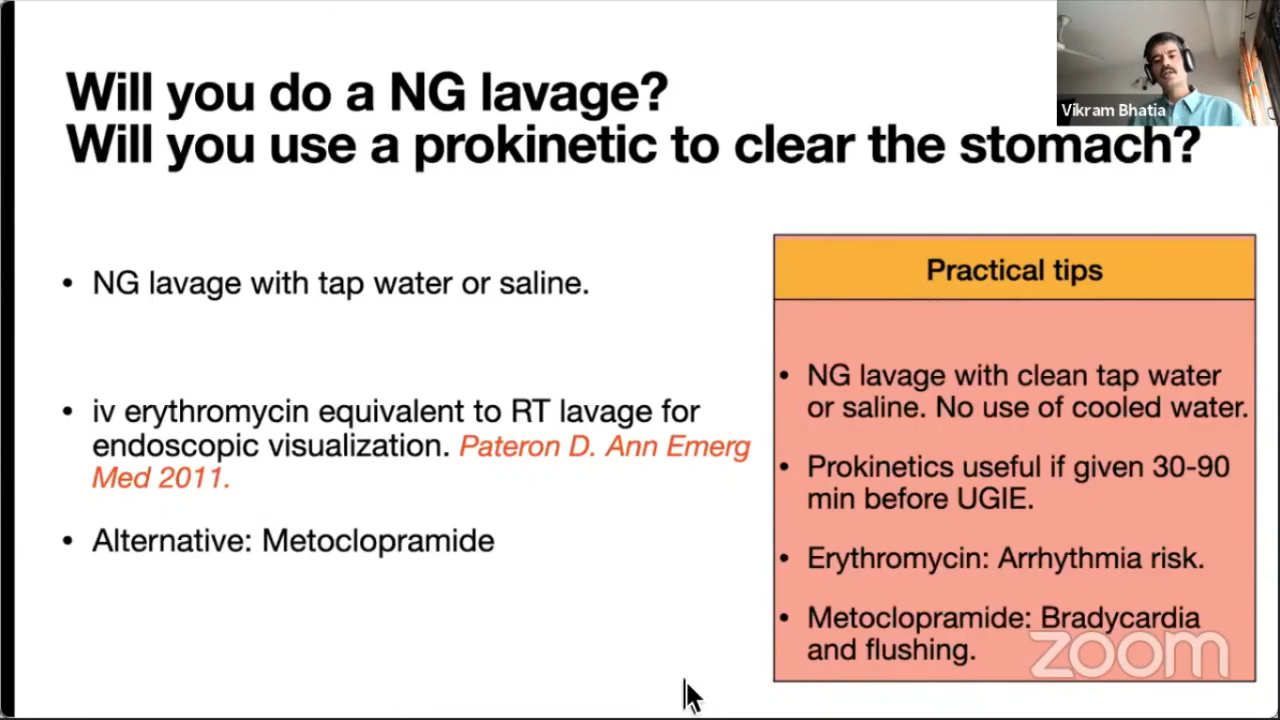 Will you do a NG lavage?
Will you use a prokinetic to clear the stomach?
Vikram Bhatia
• NG lavage with tap water or saline.
• iv erythromycin equivalent to RT lavage for
endoscopic visualization. Pateron D. Ann Emerg
Med 2011.
• Alternative: Metoclopramide
Practical tips
• NG lavage with clean tap water
or saline. No use of cooled water.
• Prokinetics useful if given 30-90
min before UGIE.
• Erythromycin: Arrhythmia risk.
• Metoclopramide: Bradycardia
and flushing.
zoom